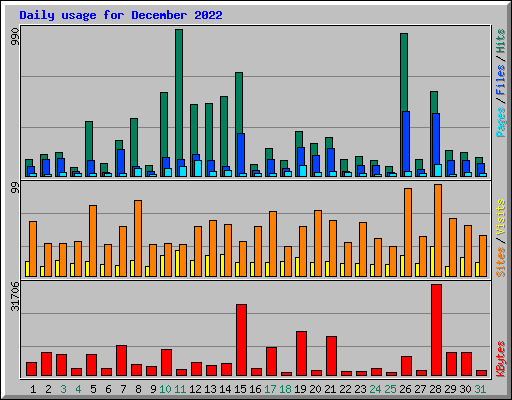 Daily usage for December 2022
990
Pages / Files / Hits
99
Sites / Visits
31706
KBytes
1 2 3 4 5 6 7 8 9 10 11 12 13 14 15 16 17 18 19 20 21 22 23 24 25 26 27 28 29 30 31